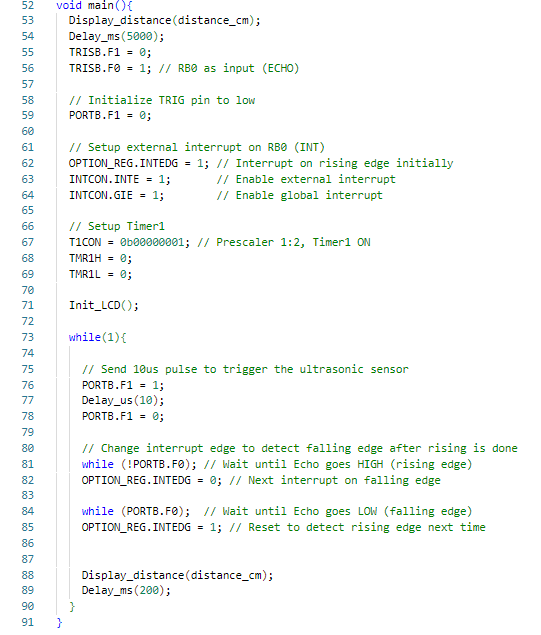 52 void main(){
53 Display_distance(distance_cm);
54 Delay_ms(5000);
55 TRISB.F1 = 0;
56 TRISB.F0 = 1; // RB0 as input (ECHO)
57
58 // Initialize TRIG pin to low
59 PORTB.F1 = 0;
60
61 // Setup external interrupt on RB0 (INT)
62 OPTION_REG.INTEDG = 1; // Interrupt on rising edge initially
63 INTCON.INTE = 1; // Enable external interrupt
64 INTCON.GIE = 1; // Enable global interrupt
65
66 // Setup Timer1
67 T1CON = 0b00000001; // Prescaler 1:2, Timer1 ON
68 TMR1H = 0;
69 TMR1L = 0;
70
71 Init_LCD();
72
73 while(1){
74
75 // Send 10us pulse to trigger the ultrasonic sensor
76 PORTB.F1 = 1;
77 Delay_us(10);
78 PORTB.F1 = 0;
79
80 // Change interrupt edge to detect falling edge after rising is done
81 while (!PORTB.F0); // Wait until Echo goes HIGH (rising edge)
82 OPTION_REG.INTEDG = 0; // Next interrupt on falling edge
83
84 while (PORTB.F0); // Wait until Echo goes LOW (falling edge)
85 OPTION_REG.INTEDG = 1; // Reset to detect rising edge next time
86
87
88 Display_distance(distance_cm);
89 Delay_ms(200);
90 }
91 }